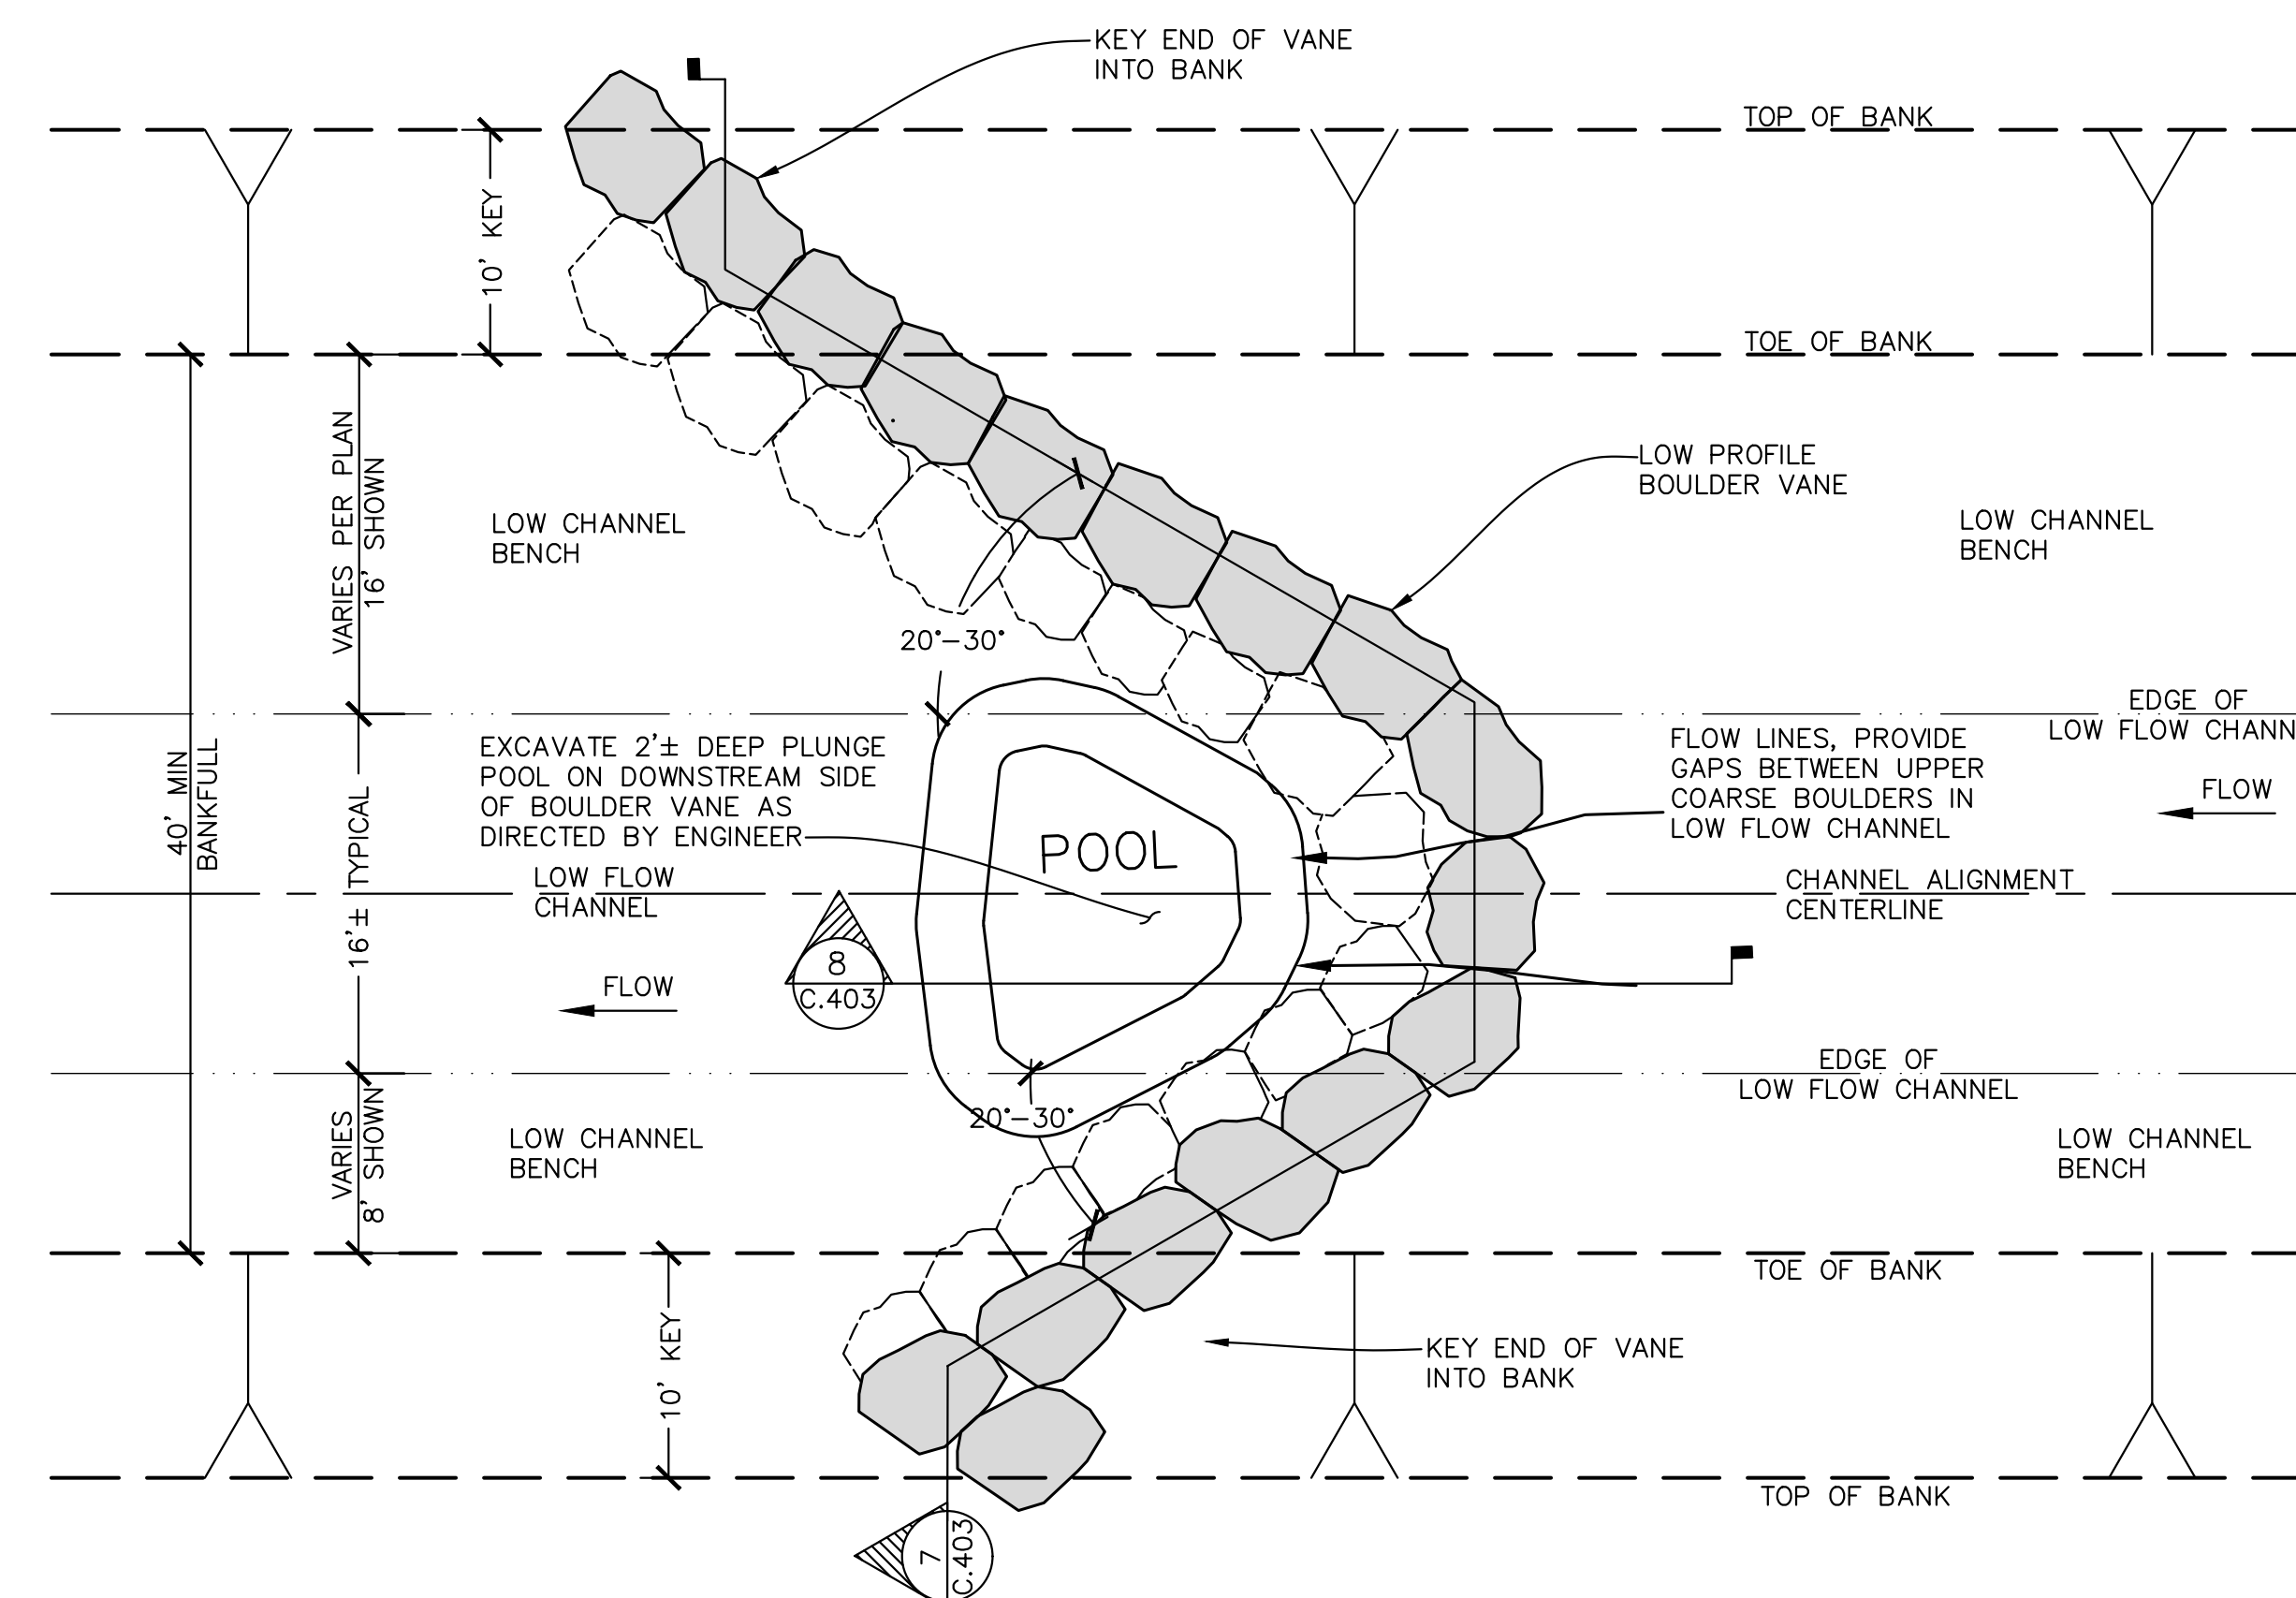 KEY END OF VANE
INTO BANK
TOP OF BANK
10' KEY
TOE OF BANK
VARIES PER PLAN
16' SHOWN
LOW PROFILE
BOULDER VANE
LOW CHANNEL
BENCH
LOW CHANNEL
BENCH
20°-30°
EDGE OF
LOW FLOW CHANN
FLOW LINES, PROVIDE
GAPS BETWEEN UPPER
COARSE BOULDERS IN
LOW FLOW CHANNEL
FLOW
EXCAVATE 2'± DEEP PLUNGE
POOL ON DOWNSTREAM SIDE
OF BOULDER VANE AS
DIRECTED BY ENGINEER
40' MIN
BANKFULL
16'± TYPICAL
POOL
LOW FLOW
CHANNEL
CHANNEL ALIGNMENT
CENTERLINE
8
C.403
FLOW
EDGE OF
LOW FLOW CHANNEL
20°-30°
VARIES
8' SHOWN
LOW CHANNEL
BENCH
LOW CHANNEL
BENCH
TOE OF BANK
10' KEY
KEY END OF VANE
INTO BANK
TOP OF BANK
7
C.403